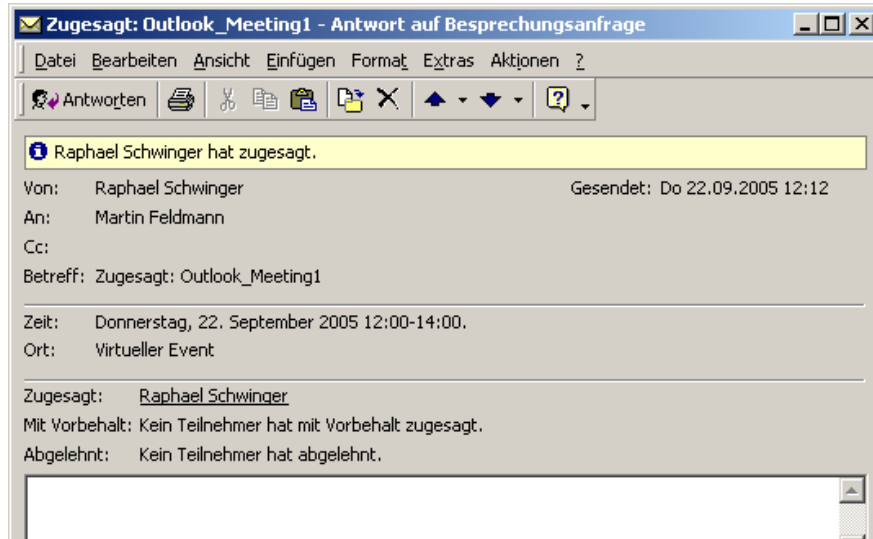 Zugesagt: Outlook_Meeting1 - Antwort auf Besprechungsanfrage
Datei Bearbeiten Ansicht Einfügen Format Extras Aktionen ?
Antworten
Raphael Schwinger hat zugesagt.
Von: Raphael Schwinger Gesendet: Do 22.09.2005 12:12
An: Martin Feldmann
Cc:
Betreff: Zugesagt: Outlook_Meeting1
Zeit: Donnerstag, 22. September 2005 12:00-14:00.
Ort: Virtueller Event
Zugesagt: Raphael Schwinger
Mit Vorbehalt: Kein Teilnehmer hat mit Vorbehalt zugesagt.
Abgelehnt: Kein Teilnehmer hat abgelehnt.